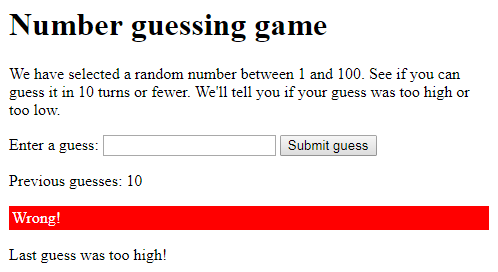 Number guessing game
We have selected a random number between 1 and 100. See if you can
guess it in 10 turns or fewer. We'll tell you if your guess was too high or
too low.
Enter a guess: Submit guess
Previous guesses: 10
Wrong!
Last guess was too high!